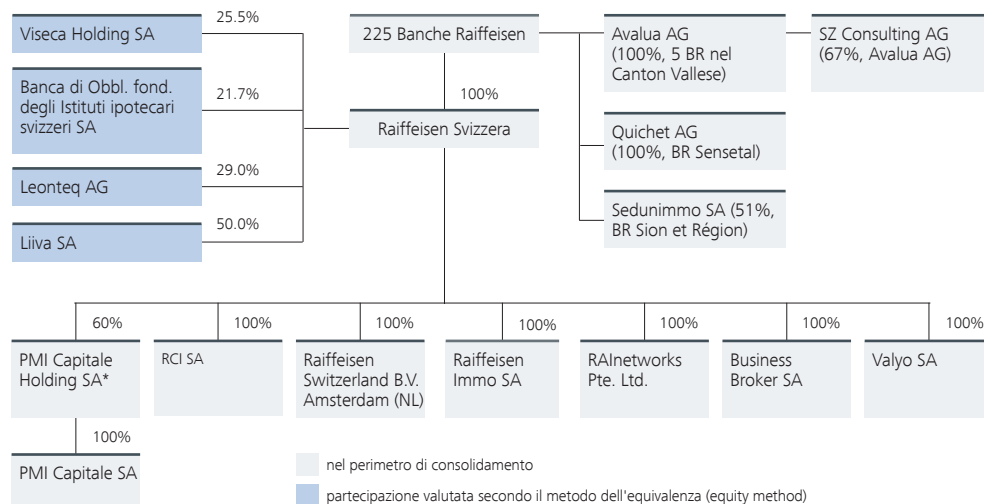 Viseca Holding SA
25.5%
Banca di Obbl. fond.
degli Istituti ipotecari
svizzeri SA
21.7%
Leonteq AG
29.0%
Liiva SA
50.0%
225 Banche Raiffeisen
100%
Raiffeisen Svizzera
Avalua AG
(100%, 5 BR nel
Canton Vallese)
SZ Consulting AG
(67%, Avalua AG)
Quichet AG
(100%, BR Sensetal)
Sedunimmo SA (51%,
BR Sion et Région)
60%
PMI Capitale
Holding SA*
100%
PMI Capitale SA
100%
RCI SA
100%
Raiffeisen
Switzerland B.V.
Amsterdam (NL)
100%
Raiffeisen
Immo SA
100%
RAInetworks
Pte. Ltd.
100%
Business
Broker SA
100%
Valyo SA
nel perimetro di consolidamento
partecipazione valutata secondo il metodo dell'equivalenza (equity method)